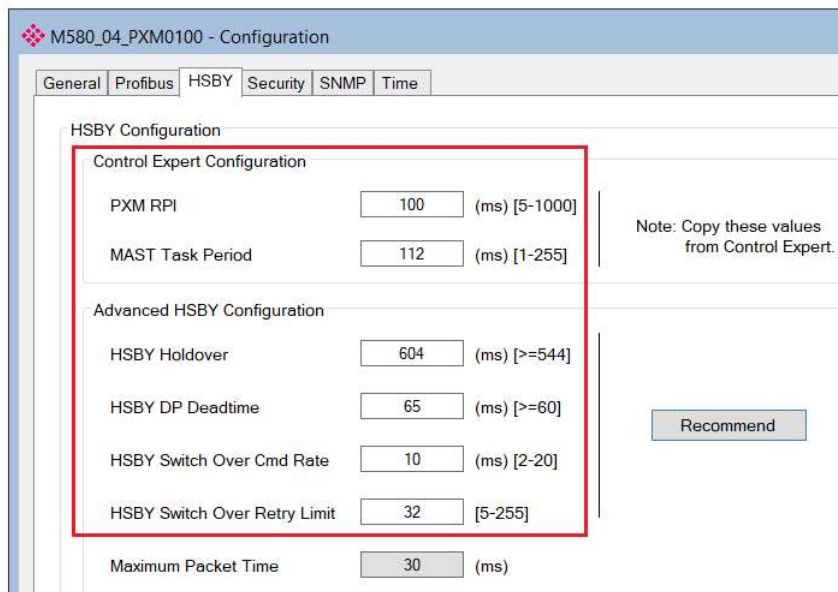 M580_04_PXM0100 - Configuration
General Profibus HSBY Security SNMP Time
HSBY Configuration
Control Expert Configuration
PXM RPI 100 (ms) [5-1000]
Note: Copy these values
from Control Expert.
MAST Task Period 112 (ms) [1-255]
Advanced HSBY Configuration
HSBY Holdover 604 (ms) [>=544]
HSBY DP Deadtime 65 (ms) [>=60]
Recommend
HSBY Switch Over Cmd Rate 10 (ms) [2-20]
HSBY Switch Over Retry Limit 32 [5-255]
Maximum Packet Time 30 (ms)